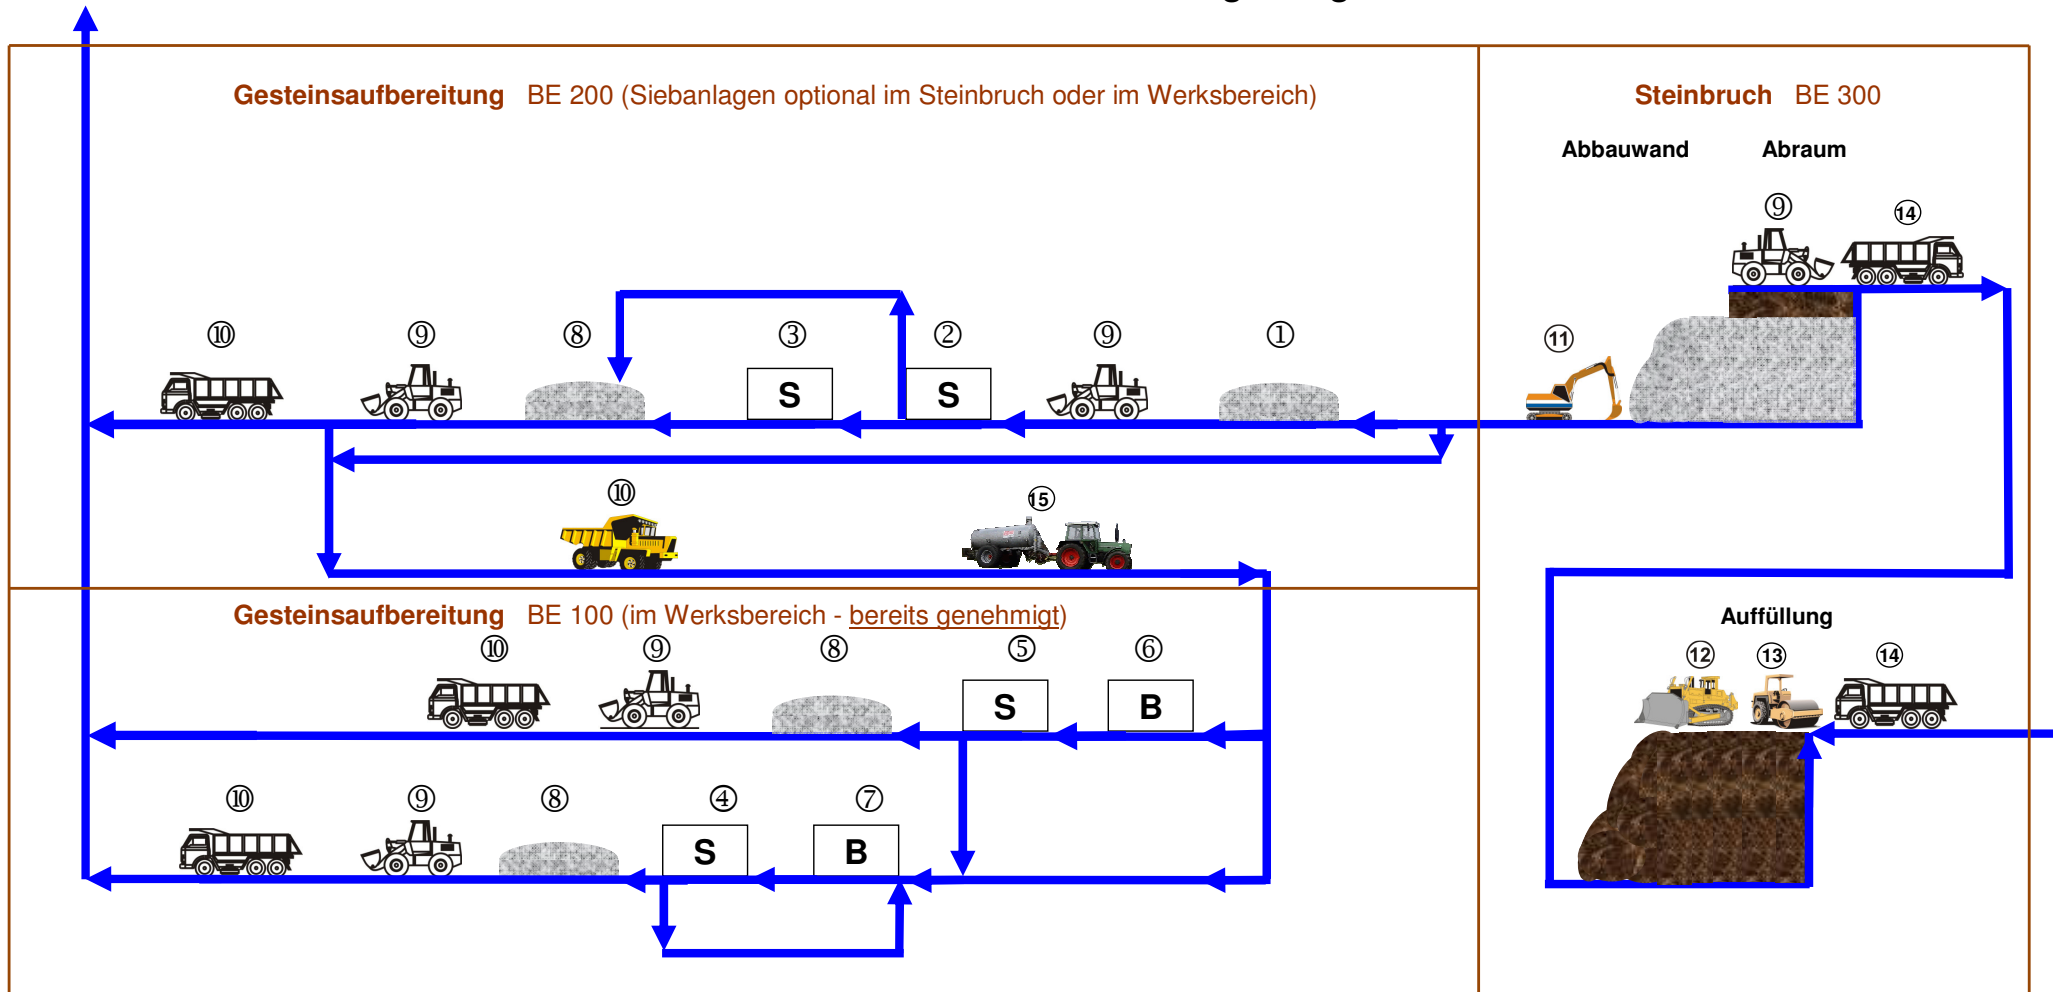 Gesteinsaufbereitung BE 200 (Siebanlagen optional im Steinbruch oder im Werksbereich)
Steinbruch BE 300
Abbauwand Abraum
⑨ ⑭
⑩ ⑨ ⑧ ③ ② ⑨ ① ⑪
S S
⑩ ⑮
Gesteinsaufbereitung BE 100 (im Werksbereich - bereits genehmigt)
Auffüllung
⑩ ⑨ ⑧ ⑤ ⑥ ⑫ ⑬ ⑭
S B
⑩ ⑨ ⑧ ④ ⑦
S B